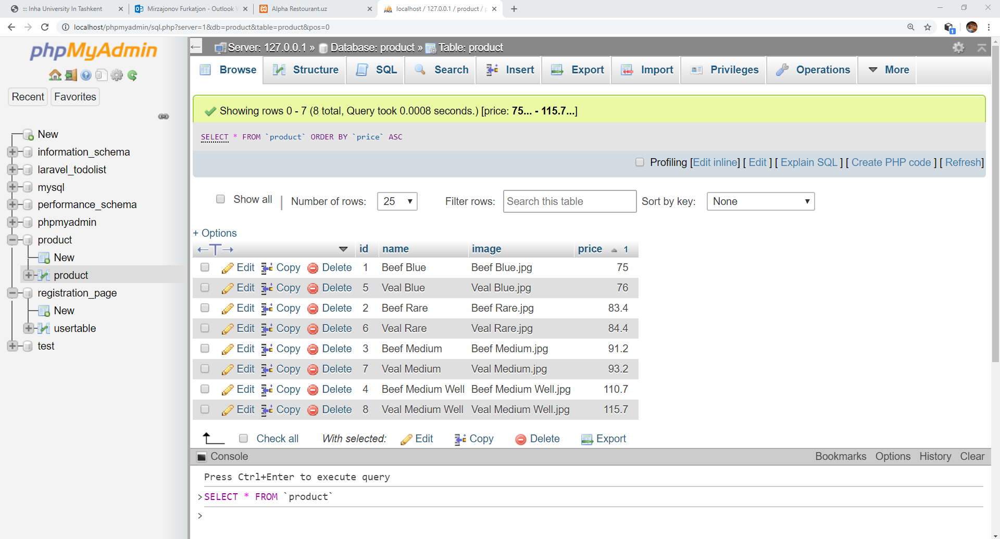 ::: Inha University In Tashkent
Mirzajonov Furkatjon - Outlook
Alpha Restourant.uz
localhost / 127.0.0.1 / product /
localhost/phpmyadmin/sql.php?server=1&db=product&table=product&pos=0
1
phpMyAdmin
Recent
Favorites
New
information_schema
laravel_todolist
mysql
performance_schema
phpmyadmin
product
New
product
registration_page
New
usertable
test
Server: 127.0.0.1 » Database: product » Table: product
Browse Structure SQL Search Insert Export Import Privileges Operations More
Showing rows 0 - 7 (8 total, Query took 0.0008 seconds.) [price: 75... - 115.7...]
SELECT * FROM `product` ORDER BY `price` ASC
Profiling [Edit inline] [ Edit ] [ Explain SQL ] [ Create PHP code ] [ Refresh]
Show all Number of rows: 25 Filter rows: Search this table Sort by key: None
+ Options
←T→ id name image price 1
Edit Copy Delete 1 Beef Blue Beef Blue.jpg 75
Edit Copy Delete 5 Veal Blue Veal Blue.jpg 76
Edit Copy Delete 2 Beef Rare Beef Rare.jpg 83.4
Edit Copy Delete 6 Veal Rare Veal Rare.jpg 84.4
Edit Copy Delete 3 Beef Medium Beef Medium.jpg 91.2
Edit Copy Delete 7 Veal Medium Veal Medium.jpg 93.2
Edit Copy Delete 4 Beef Medium Well Beef Medium Well.jpg 110.7
Edit Copy Delete 8 Veal Medium Well Veal Medium Well.jpg 115.7
Check all With selected: Edit Copy Delete Export
Console Bookmarks Options History Clear
Press Ctrl+Enter to execute query
>SELECT * FROM `product`
>